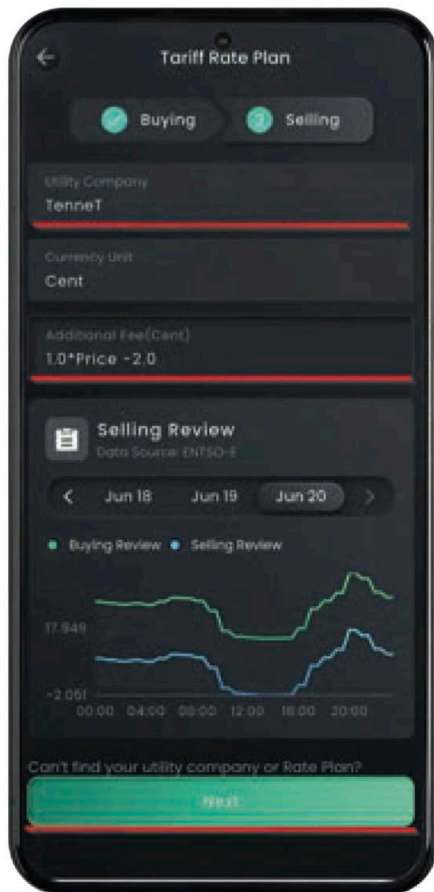 Tariff Rate Plan
Buying
2 Selling
Utility Company
TenneT
Currency Unit
Cent
Additional Fee(Cent)
1.0*Price -2.0
Selling Review
Data Source: ENTSO-E
Jun 18 Jun 19 Jun 20
Buying Review Selling Review
17.949
-2.051
00:00 04:00 08:00 12:00 16:00 20:00
Can't find your utility company or Rate Plan?
Next